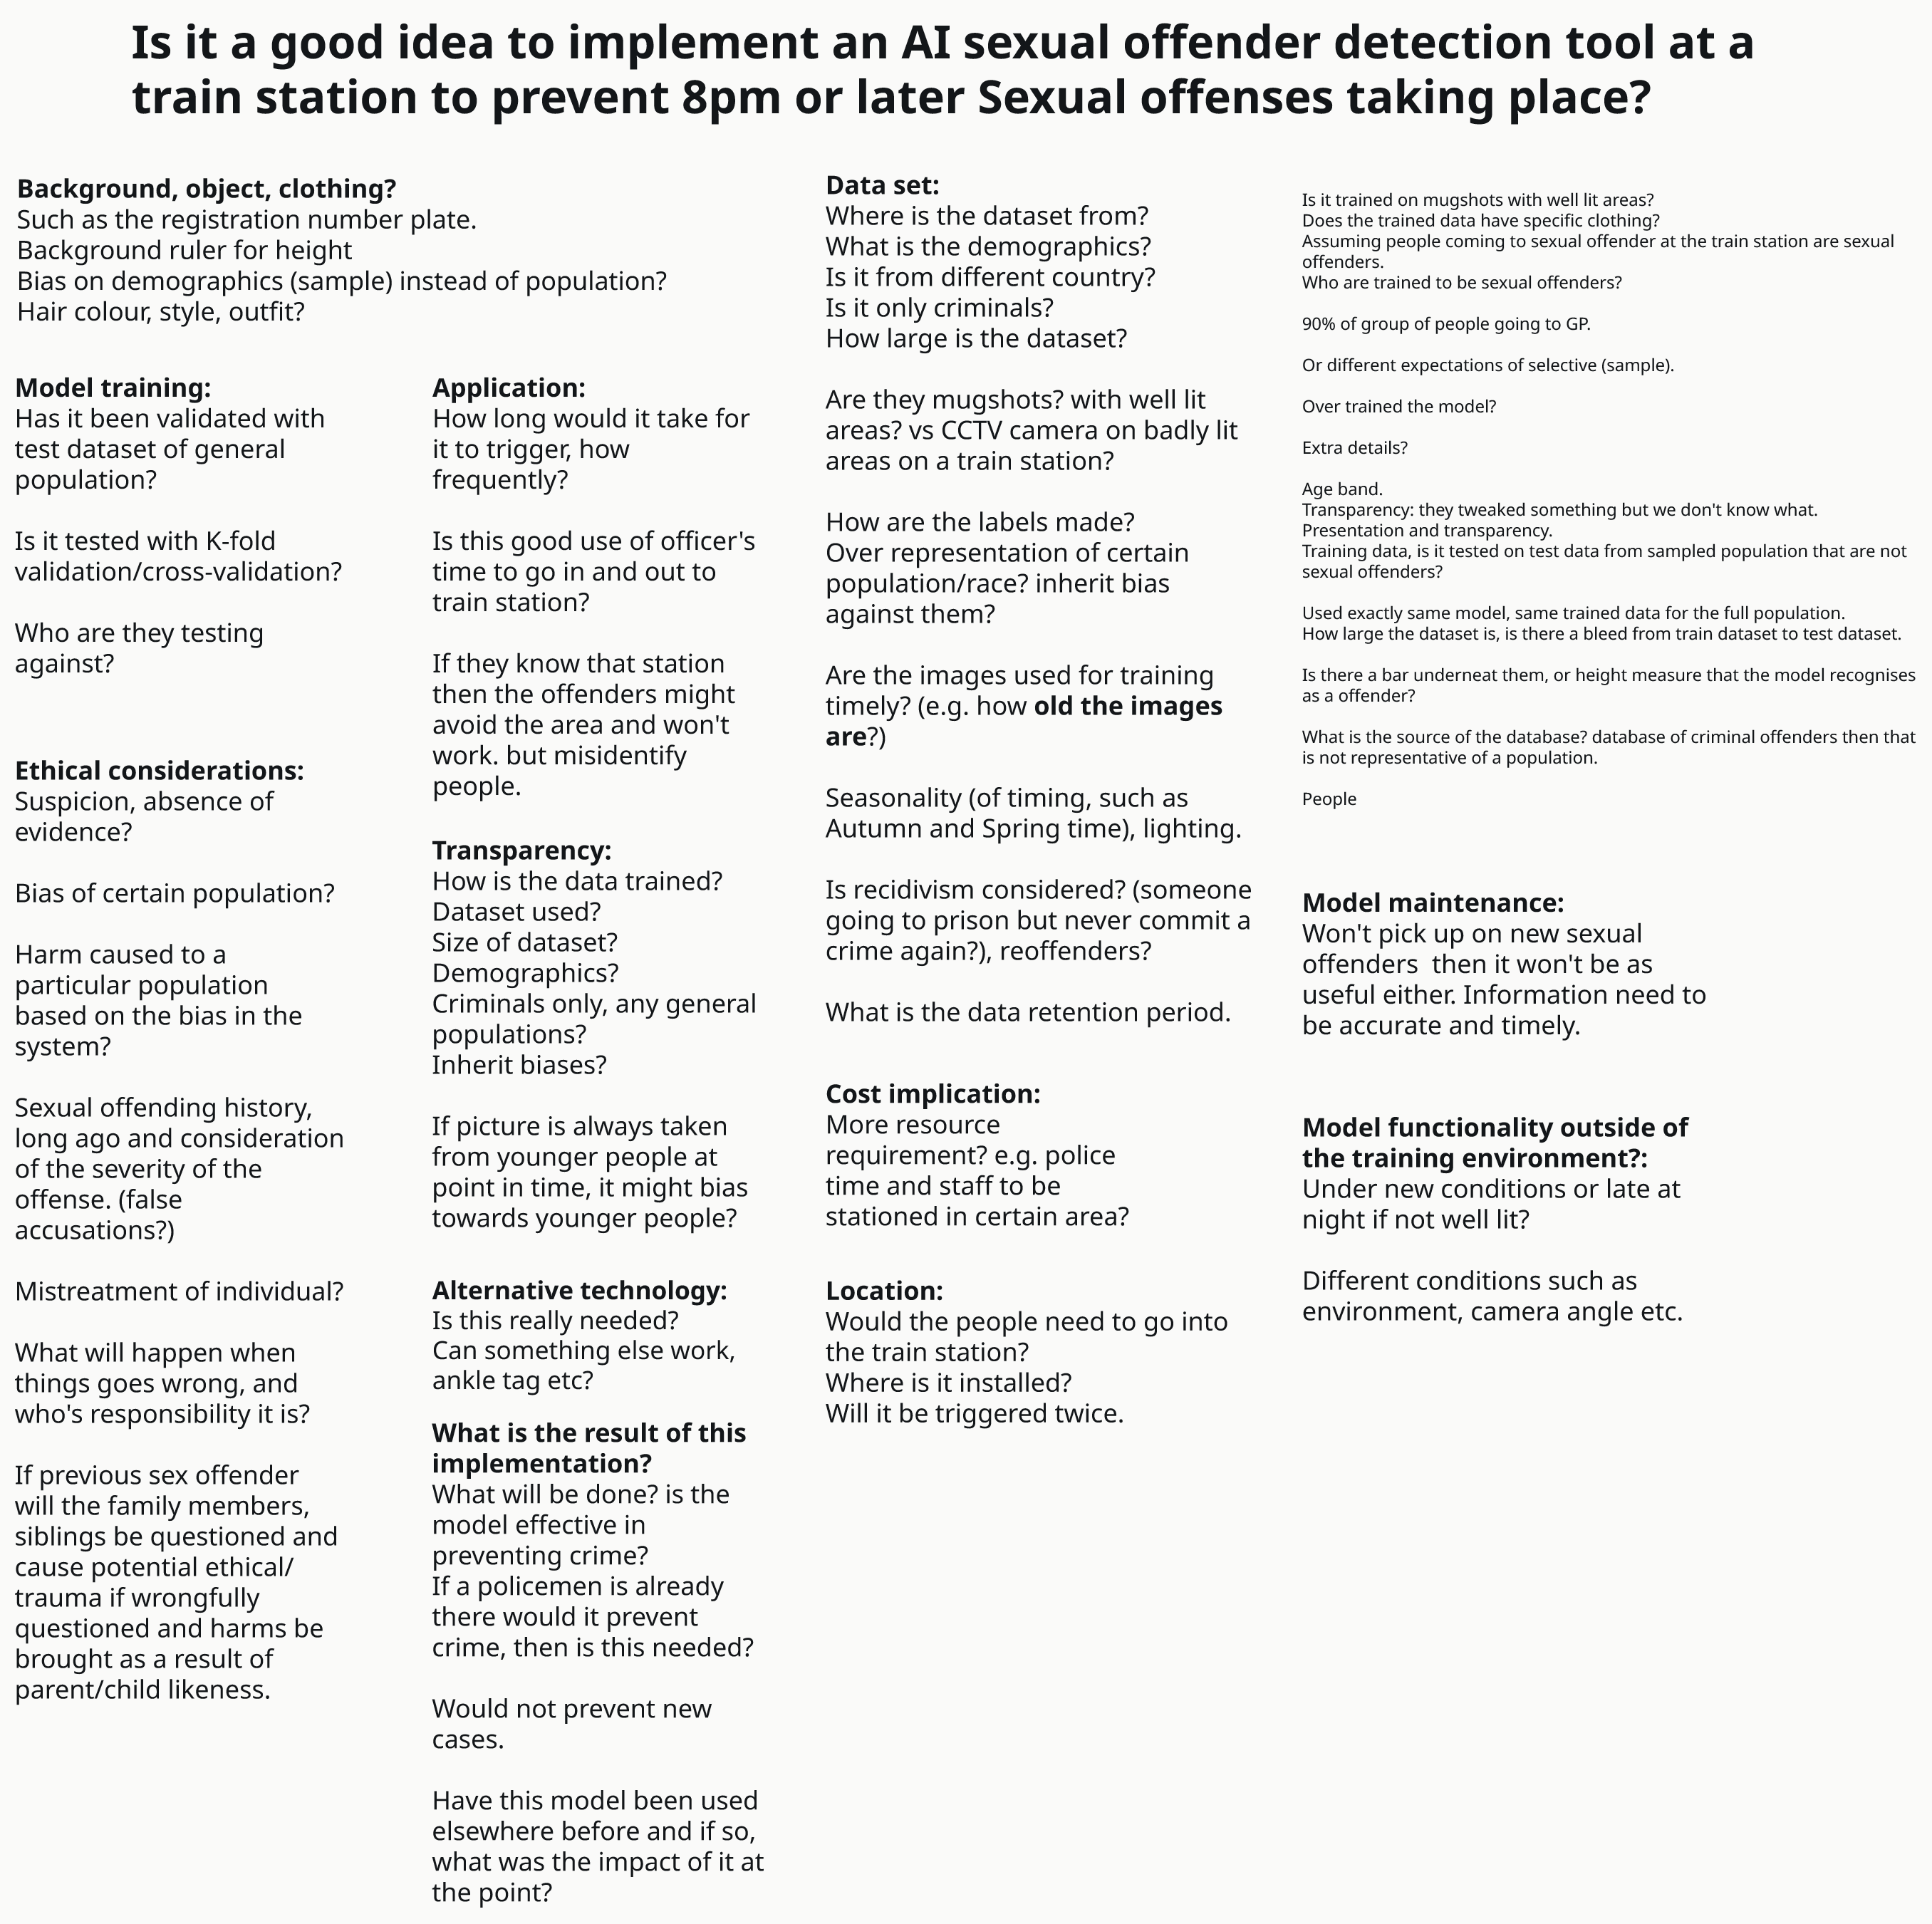 Is it a good idea to implement an AI sexual offender detection tool at a
train station to prevent 8pm or later Sexual offenses taking place?
Background, object, clothing?
Such as the registration number plate.
Background ruler for height
Bias on demographics (sample) instead of population?
Hair colour, style, outfit?
Model training:
Has it been validated with
test dataset of general
population?
Is it tested with K-fold
validation/cross-validation?
Who are they testing
against?
Ethical considerations:
Suspicion, absence of
evidence?
Bias of certain population?
Harm caused to a
particular population
based on the bias in the
system?
Sexual offending history,
long ago and consideration
of the severity of the
offense. (false
accusations?)
Mistreatment of individual?
What will happen when
things goes wrong, and
who's responsibility it is?
If previous sex offender
will the family members,
siblings be questioned and
cause potential ethical/
trauma if wrongfully
questioned and harms be
brought as a result of
parent/child likeness.
Application:
How long would it take for
it to trigger, how
frequently?
Is this good use of officer's
time to go in and out to
train station?
If they know that station
then the offenders might
avoid the area and won't
work. but misidentify
people.
Transparency:
How is the data trained?
Dataset used?
Size of dataset?
Demographics?
Criminals only, any general
populations?
Inherit biases?
If picture is always taken
from younger people at
point in time, it might bias
towards younger people?
Alternative technology:
Is this really needed?
Can something else work,
ankle tag etc?
What is the result of this
implementation?
What will be done? is the
model effective in
preventing crime?
If a policemen is already
there would it prevent
crime, then is this needed?
Would not prevent new
cases.
Have this model been used
elsewhere before and if so,
what was the impact of it at
the point?
Data set:
Where is the dataset from?
What is the demographics?
Is it from different country?
Is it only criminals?
How large is the dataset?
Are they mugshots? with well lit
areas? vs CCTV camera on badly lit
areas on a train station?
How are the labels made?
Over representation of certain
population/race? inherit bias
against them?
Are the images used for training
timely? (e.g. how old the images
are?)
Seasonality (of timing, such as
Autumn and Spring time), lighting.
Is recidivism considered? (someone
going to prison but never commit a
crime again?), reoffenders?
What is the data retention period.
Cost implication:
More resource
requirement? e.g. police
time and staff to be
stationed in certain area?
Location:
Would the people need to go into
the train station?
Where is it installed?
Will it be triggered twice.
Is it trained on mugshots with well lit areas?
Does the trained data have specific clothing?
Assuming people coming to sexual offender at the train station are sexual
offenders.
Who are trained to be sexual offenders?
90% of group of people going to GP.
Or different expectations of selective (sample).
Over trained the model?
Extra details?
Age band.
Transparency: they tweaked something but we don't know what.
Presentation and transparency.
Training data, is it tested on test data from sampled population that are not
sexual offenders?
Used exactly same model, same trained data for the full population.
How large the dataset is, is there a bleed from train dataset to test dataset.
Is there a bar underneat them, or height measure that the model recognises
as a offender?
What is the source of the database? database of criminal offenders then that
is not representative of a population.
People
Model maintenance:
Won't pick up on new sexual
offenders  then it won't be as
useful either. Information need to
be accurate and timely.
Model functionality outside of
the training environment?:
Under new conditions or late at
night if not well lit?
Different conditions such as
environment, camera angle etc.